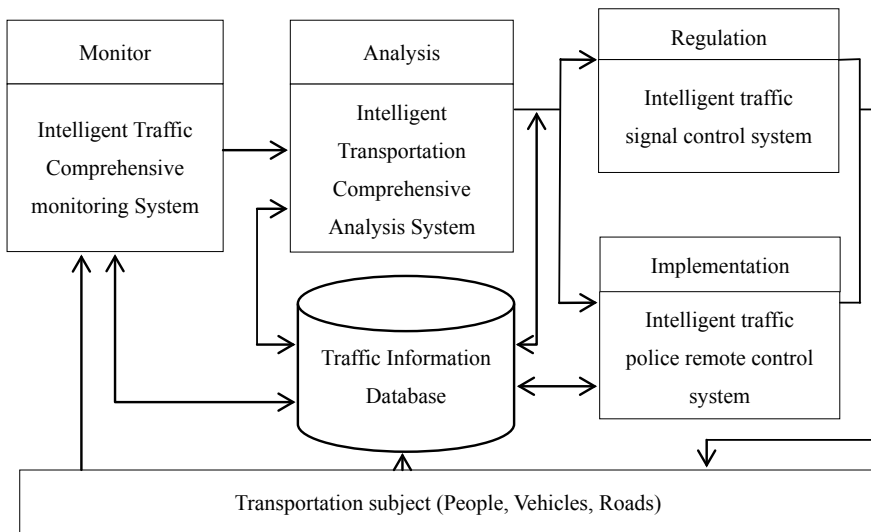 Monitor
Intelligent Traffic
Comprehensive
monitoring System
Analysis
Intelligent
Transportation
Comprehensive
Analysis System
Regulation
Intelligent traffic
signal control system
Implementation
Intelligent traffic
police remote control
system
Traffic Information
Database
Transportation subject (People, Vehicles, Roads)